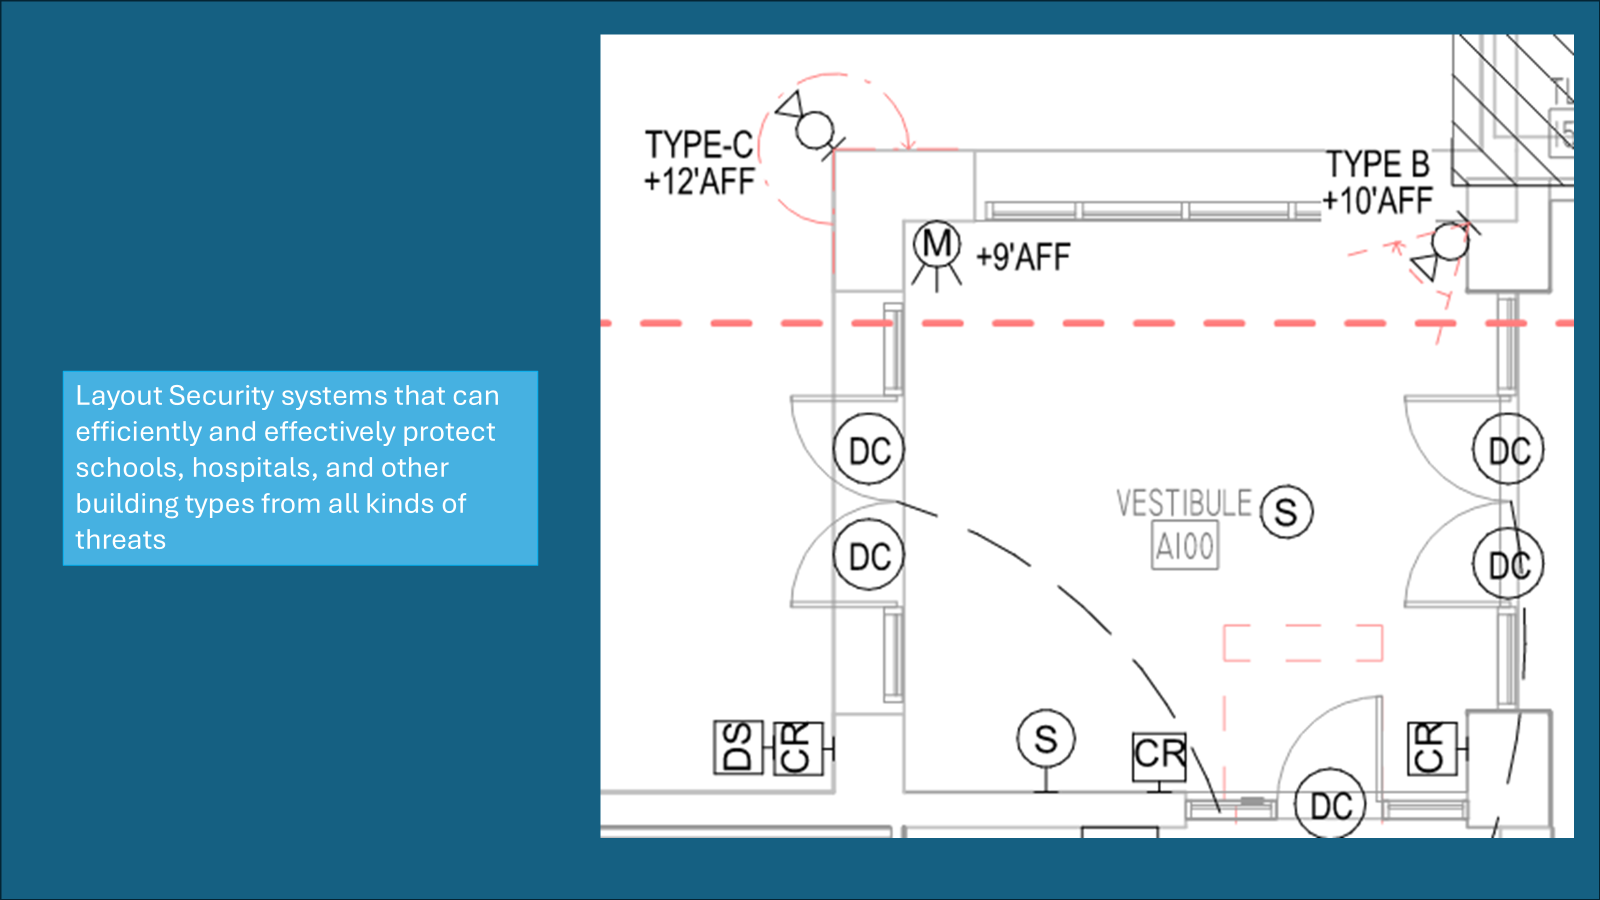 Layout Security systems that can
efficiently and effectively protect
schools, hospitals, and other
building types from all kinds of
threats
TYPE-C
+12'AFF
TYPE B
+10'AFF
M
+9'AFF
DC
DC
DC
DC
VESTIBULE
S
A100
DS
CR
S
CR
CR
DC